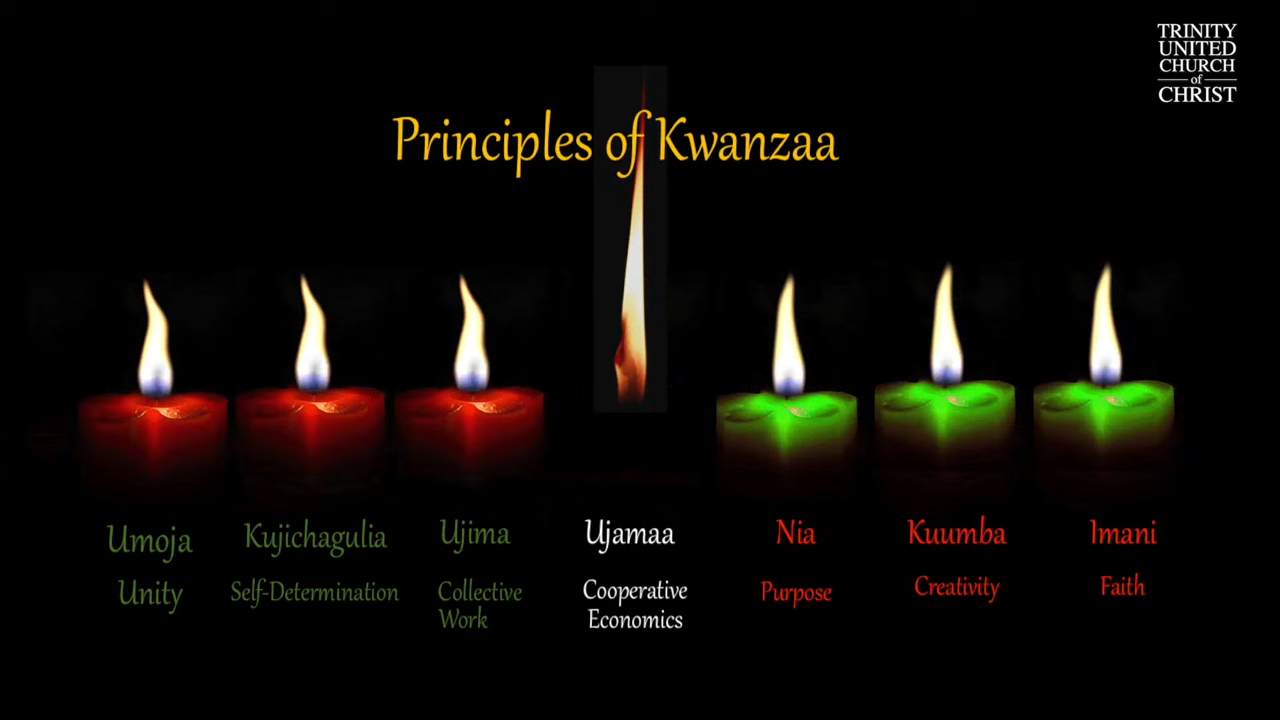 TRINITY
UNITED
CHURCH
of
CHRIST
Principles of Kwanzaa
Umoja
Unity
Kujichagulia
Self-Determination
Ujima
Collective
Work
Ujamaa
Cooperative
Economics
Nia
Purpose
Kuumba
Creativity
Imani
Faith